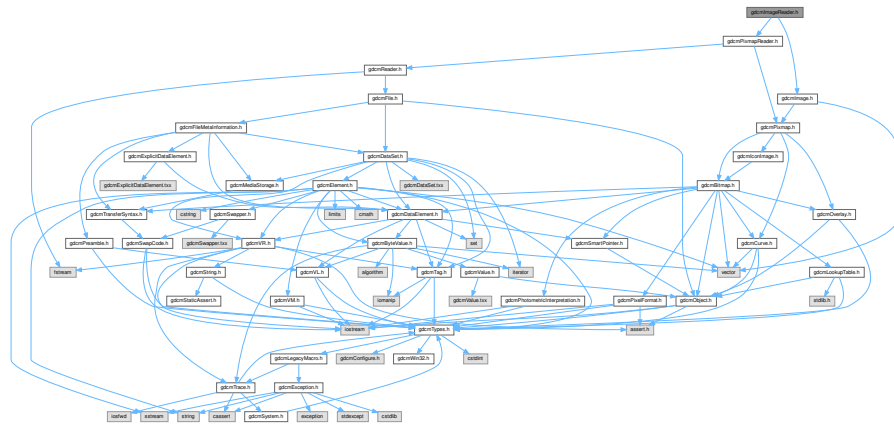 gdcmImageReader.h
gdcmPixmapReader.h
gdcmReader.h
gdcmFile.h
gdcmImage.h
gdcmFileMetaInformation.h
gdcmPixmap.h
gdcmExplicitDataElement.h
gdcmDataSet.h
gdcmIconImage.h
gdcmExplicitDataElement.txx
gdcmMediaStorage.h
gdcmElement.h
gdcmDataSet.txx
gdcmBitmap.h
gdcmTransferSyntax.h
cstring
gdcmSwapper.h
limits
cmath
gdcmDataElement.h
set
gdcmOverlay.h
gdcmPreamble.h
gdcmSwapCode.h
gdcmSwapper.txx
gdcmVR.h
gdcmByteValue.h
gdcmSmartPointer.h
gdcmCurve.h
fstream
gdcmString.h
gdcmVL.h
algorithm
gdcmTag.h
gdcmValue.h
iterator
vector
gdcmLookupTable.h
gdcmStaticAssert.h
gdcmVM.h
iomanip
gdcmValue.txx
gdcmPhotometricInterpretation.h
gdcmPixelFormat.h
gdcmObject.h
stdlib.h
iostream
gdcmTypes.h
assert.h
gdcmLegacyMacro.h
gdcmConfigure.h
gdcmWin32.h
cstdint
gdcmTrace.h
gdcmException.h
iosfwd
ostream
string
cassert
gdcmSystem.h
exception
stdexcept
cstdlib